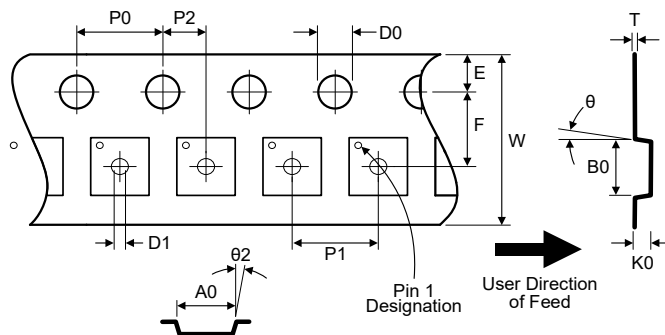 P0
P2
D0
T
E
F
W
θ
B0
D1
P1
θ2
A0
Pin 1
Designation
User Direction
of Feed
K0